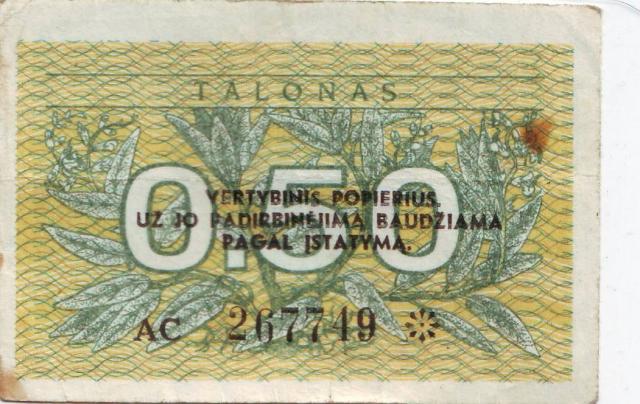 TALONAS
0.50
VERTYBINIS POPIERIUS.
UŽ JO PADIRBINĖJIMĄ BAUDŽIAMA
PAGAL ĮSTATYMĄ.
AC 267749